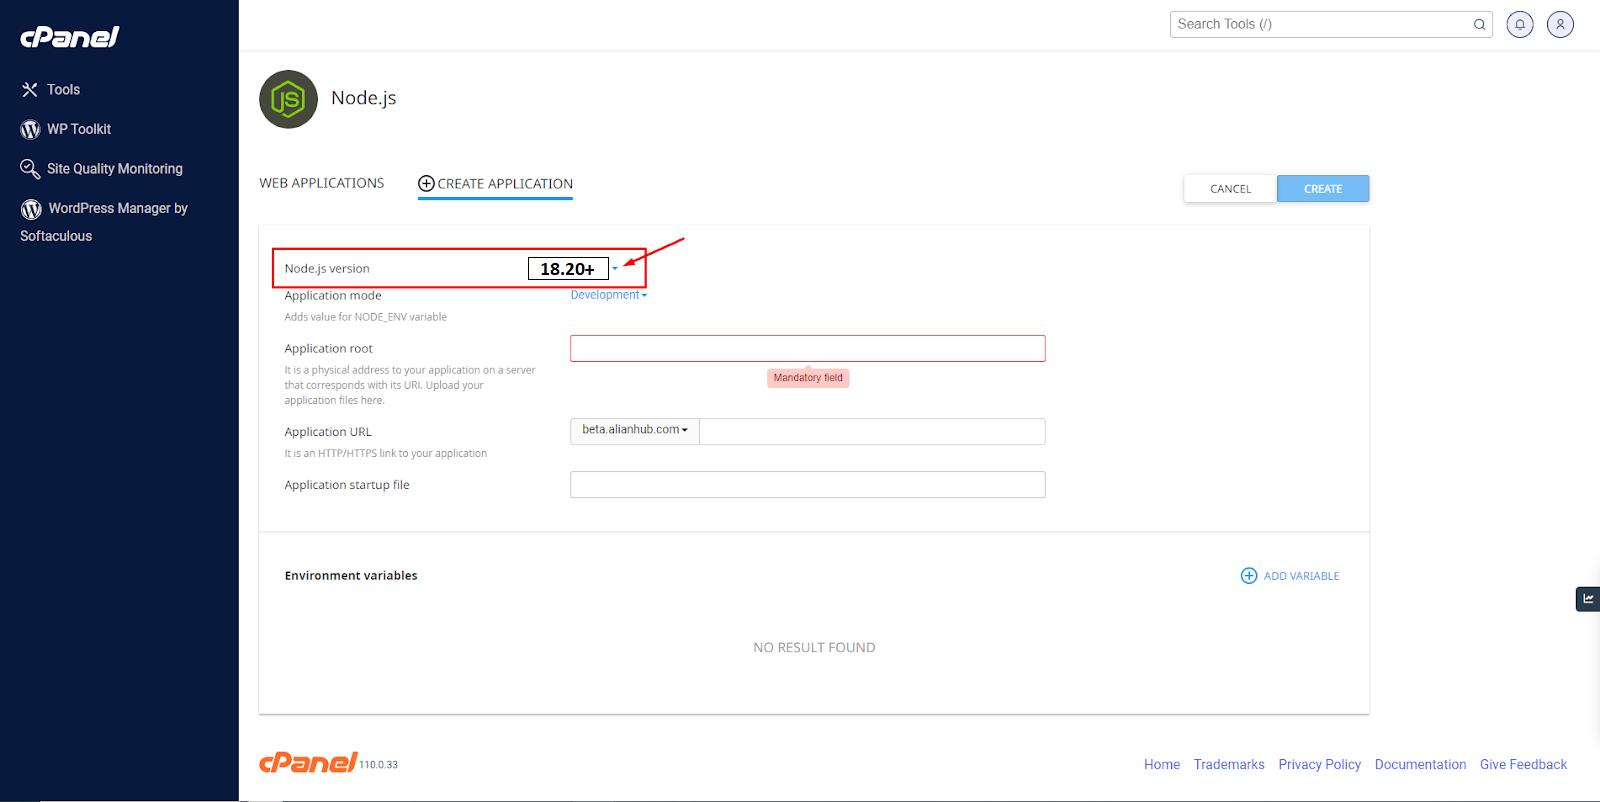 cPanel
Search Tools (/)
Tools
WP Toolkit
Site Quality Monitoring
WordPress Manager by
Softaculous
JS
Node.js
WEB APPLICATIONS
CREATE APPLICATION
CANCEL
CREATE
Node.js version
18.20+
Application mode
Development
Adds value for NODE_ENV variable
Application root
It is a physical address to your application on a server
that corresponds with its URI. Upload your
application files here.
Mandatory field
Application URL
beta.alianhub.com
It is an HTTP/HTTPS link to your application
Application startup file
Environment variables
ADD VARIABLE
NO RESULT FOUND
cPanel 110.0.33
Home Trademarks Privacy Policy Documentation Give Feedback